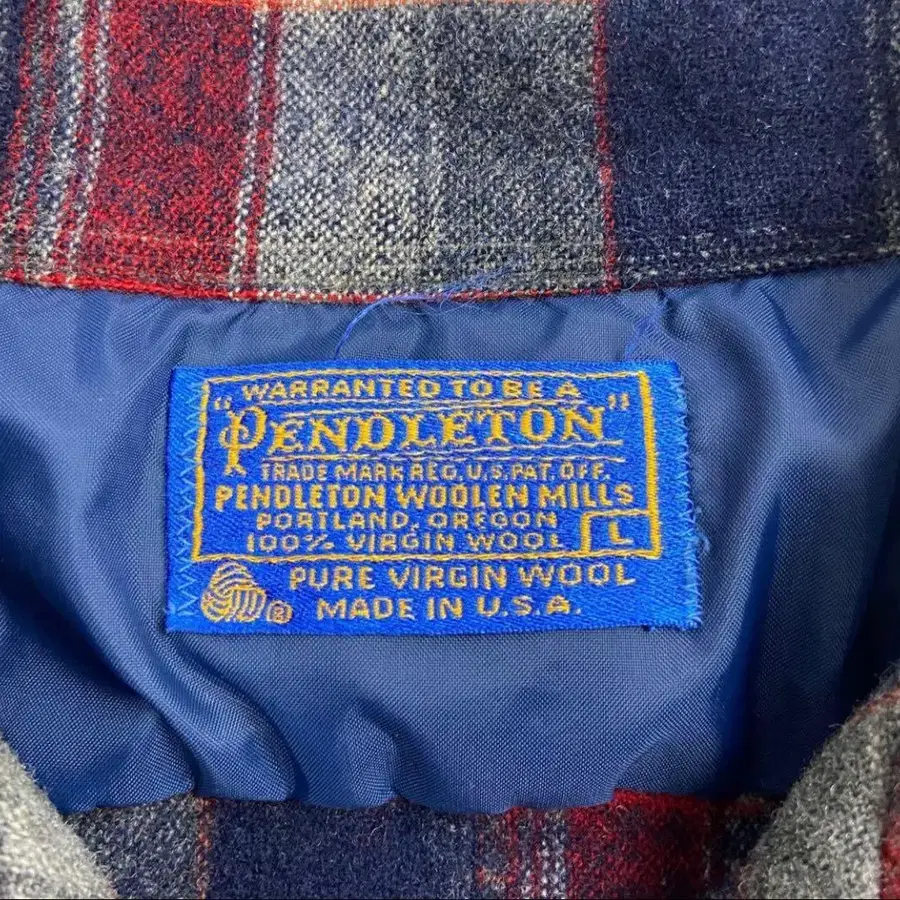 WARRANTED TO BE A
"PENDLETON"
TRADE MARK REG. U.S. PAT. OFF.
PENDLETON WOOLEN MILLS
PORTLAND, OREGON
100% VIRGIN WOOL L
PURE VIRGIN WOOL
® MADE IN U.S.A.